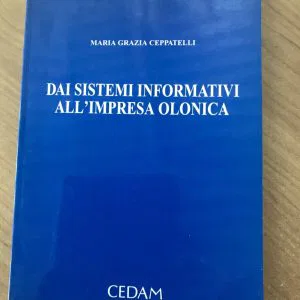 MARIA GRAZIA CEPPATELLI
DAI SISTEMI INFORMATIVI
ALL'IMPRESA OLONICA
CEDAM